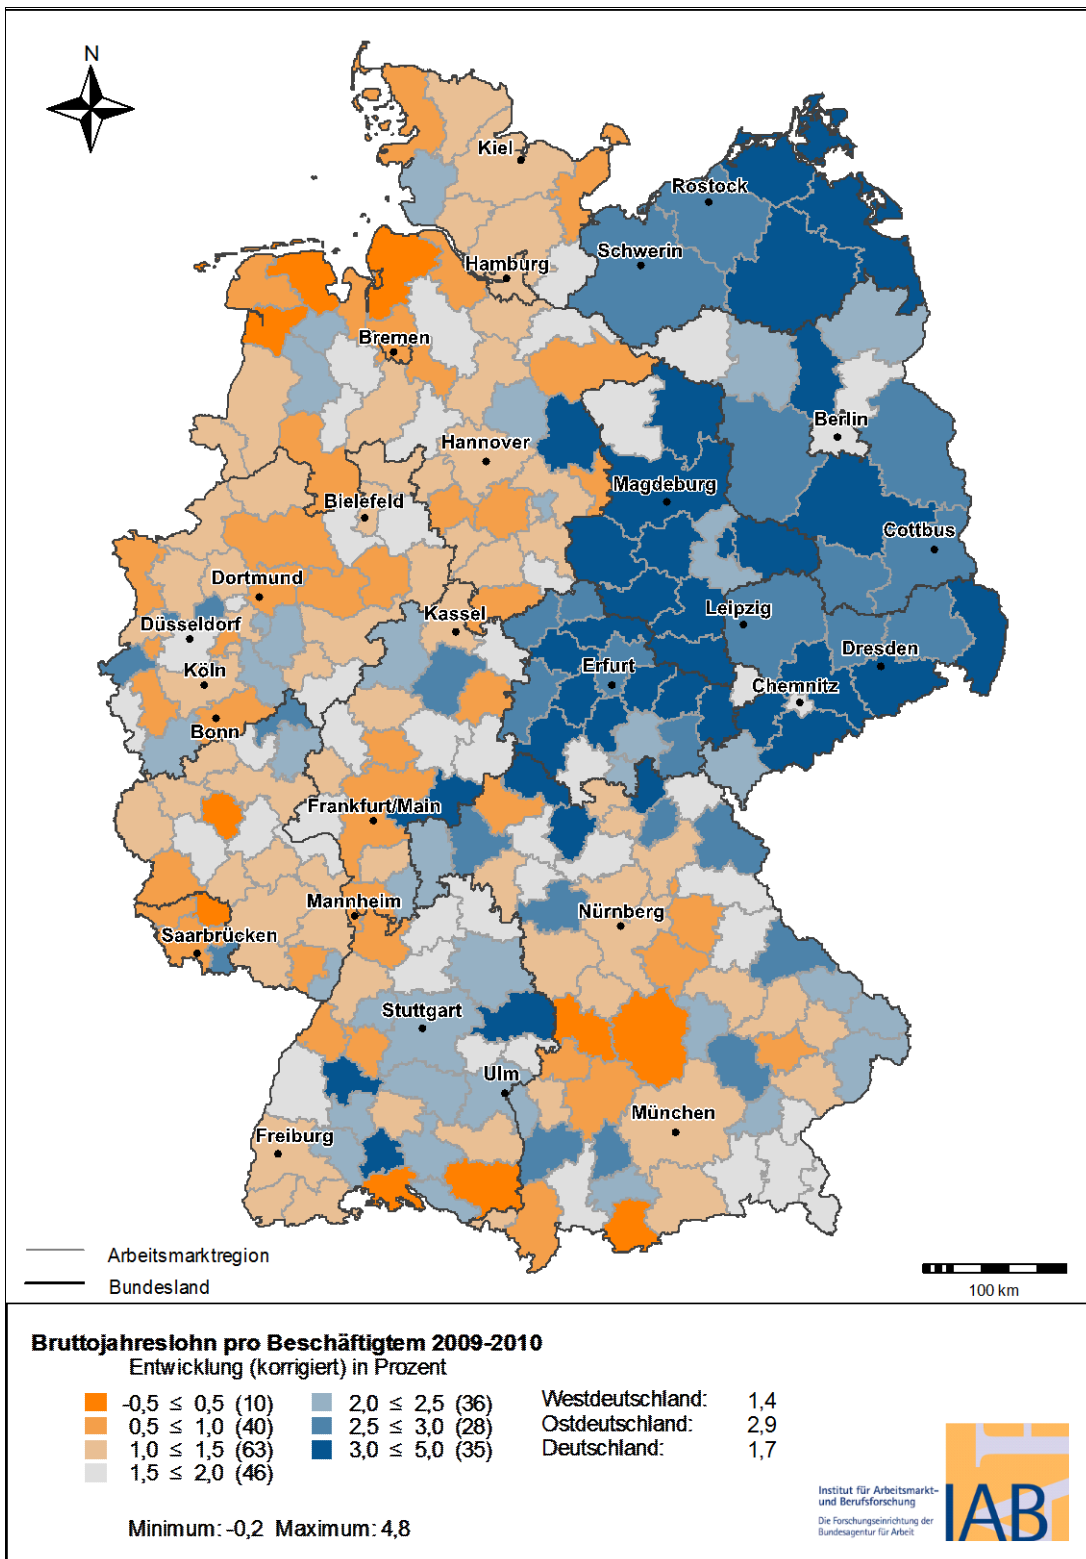 N
Kiel
Rostock
Schwerin
Hamburg
Bremen
Berlin
Hannover
Magdeburg
Bielefeld
Cottbus
Dortmund
Leipzig
Kassel
Düsseldorf
Dresden
Köln
Erfurt
Chemnitz
Bonn
Frankfurt/Main
Mannheim
Nürnberg
Saarbrücken
Stuttgart
Ulm
München
Freiburg
Arbeitsmarktregion
Bundesland
100 km
Bruttojahreslohn pro Beschäftigtem 2009-2010
Entwicklung (korrigiert) in Prozent
-0,5 ≤ 0,5 (10)
0,5 ≤ 1,0 (40)
1,0 ≤ 1,5 (63)
1,5 ≤ 2,0 (46)
2,0 ≤ 2,5 (36)
2,5 ≤ 3,0 (28)
3,0 ≤ 5,0 (35)
Westdeutschland: 1,4
Ostdeutschland: 2,9
Deutschland: 1,7
Minimum: -0,2 Maximum: 4,8
Institut für Arbeitsmarkt-
und Berufsforschung
Die Forschungseinrichtung der
Bundesagentur für Arbeit
IAB